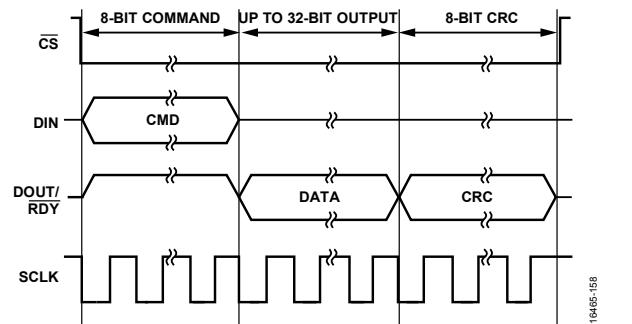 8-BIT COMMAND UP TO 32-BIT OUTPUT 8-BIT CRC
CS
DIN
CMD
DOUT/
RDY
DATA
CRC
SCLK
16465-158